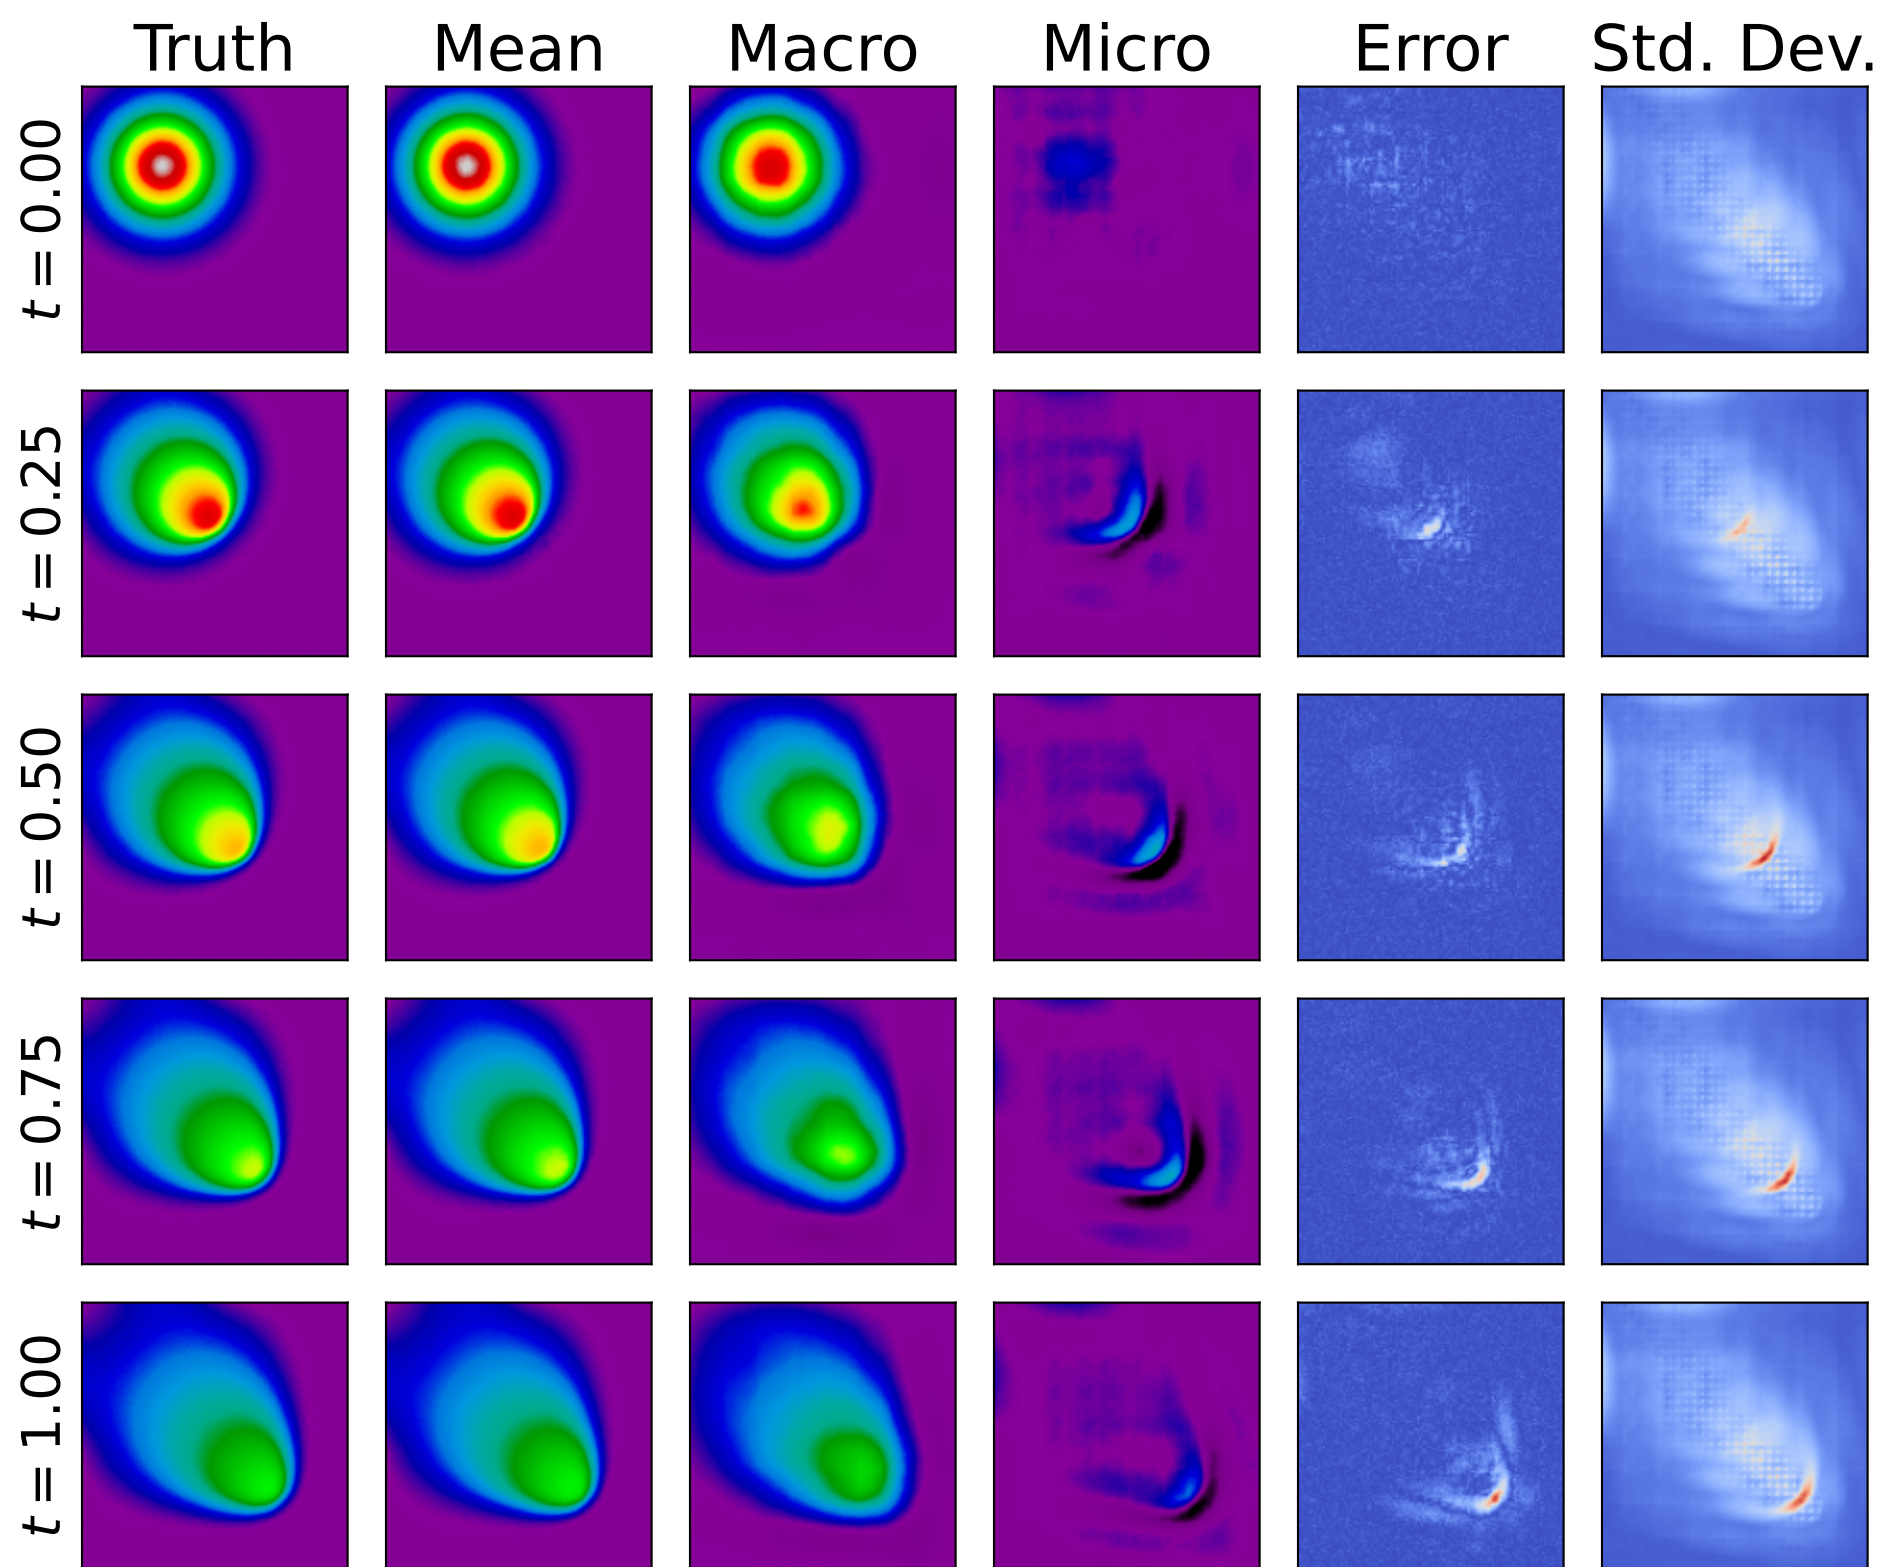 Truth Mean Macro Micro Error Std. Dev.
t = 0.00
t = 0.25
t = 0.50
t = 0.75
t = 1.00